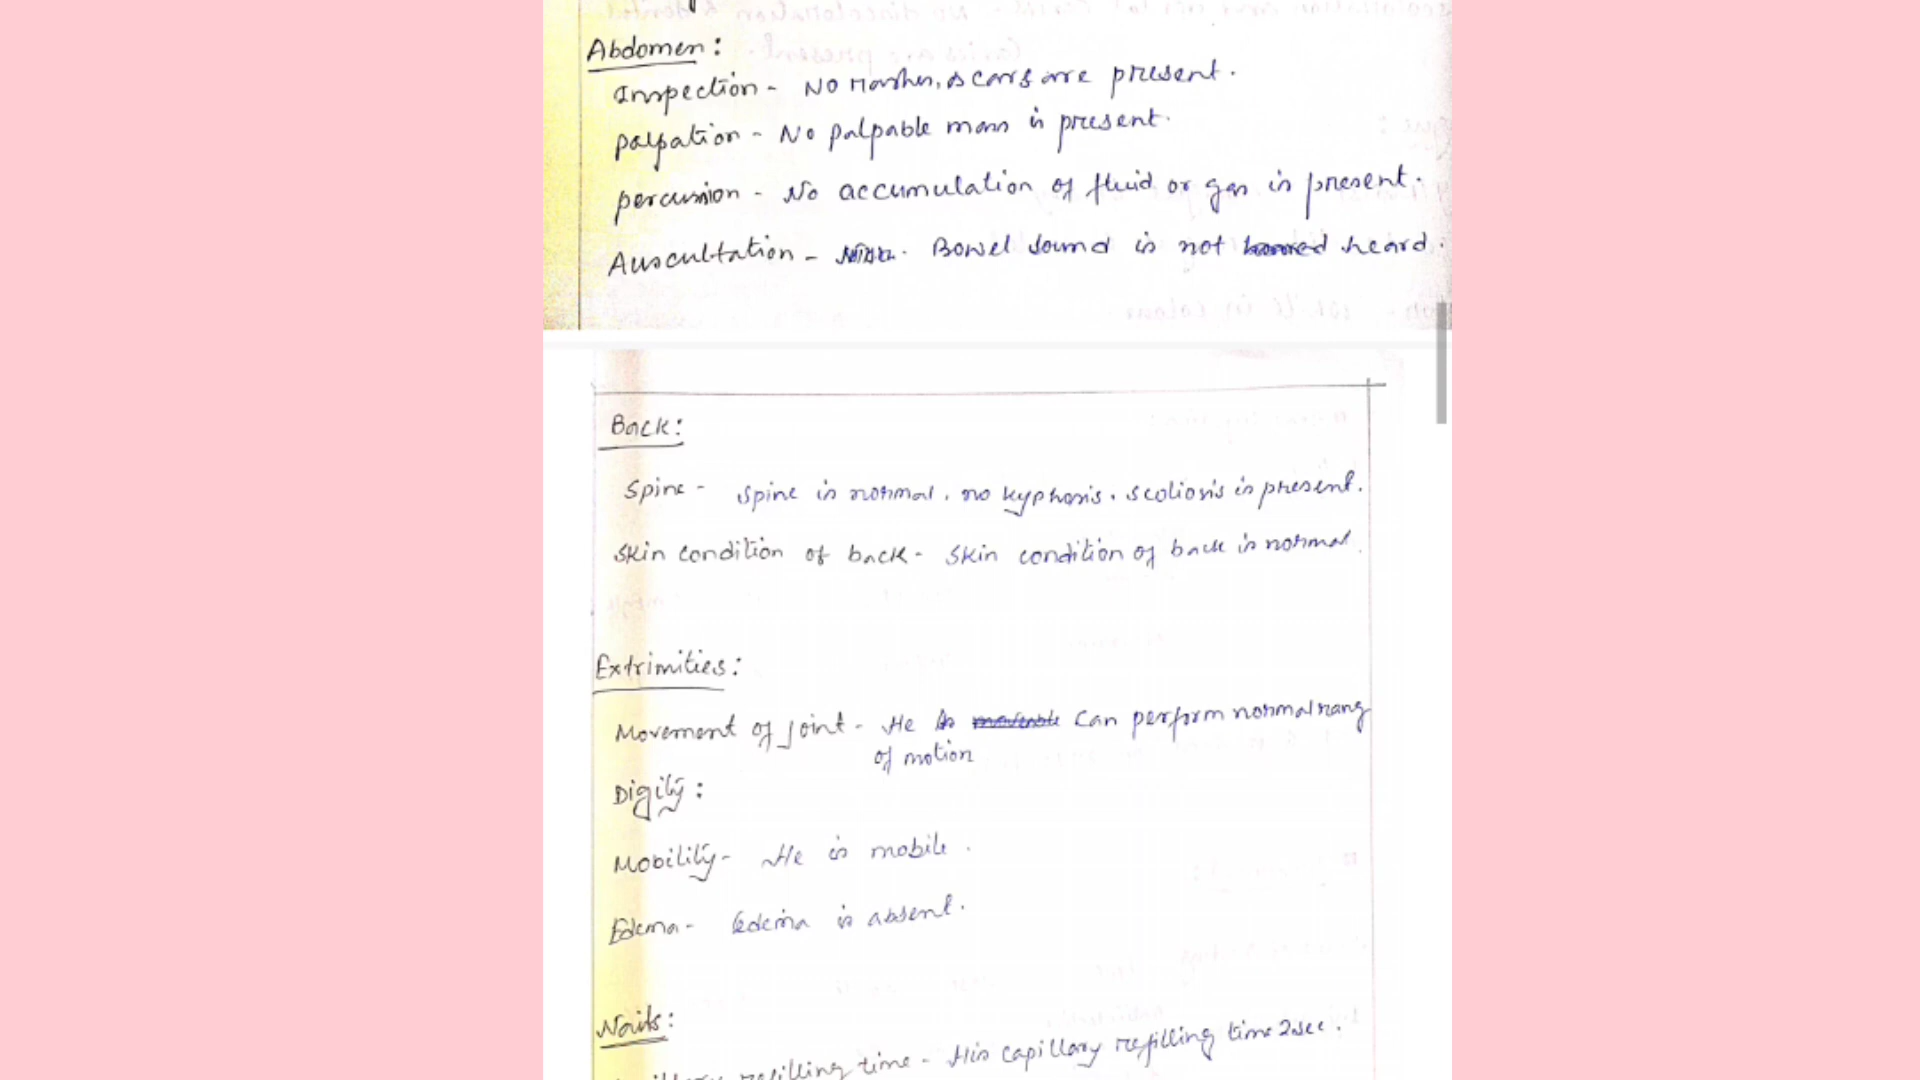 Abdomen :
Inspection - No rashes, scars are present.
palpation - No palpable mass is present.
percussion - No accumulation of fluid or gas is present.
Auscultation - Bowel sound is not heard.
Back :
Spine - Spine is normal. no kyphosis. scoliosis is present.
Skin condition of back - Skin condition of back is normal.
Extrimities :
Movement of joint - He can perform normal rang
of motion
Digity :
Mobility - He is mobile.
Edema - Edema is absent.
Nails :
refilling time - His capillary refilling time 2sec.